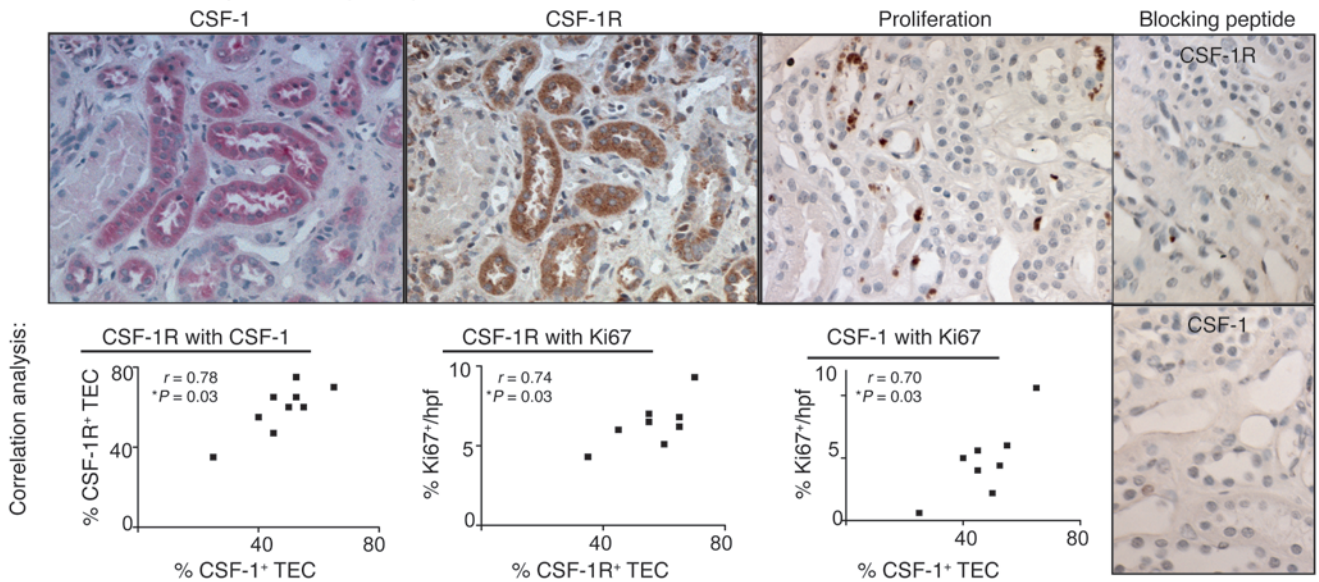 CSF-1
CSF-1R
Proliferation
Blocking peptide
CSF-1R
CSF-1
Correlation analysis:
CSF-1R with CSF-1
r = 0.78
*P = 0.03
% CSF-1R⁺ TEC
80
40
0
40
80
% CSF-1⁺ TEC
CSF-1R with Ki67
r = 0.74
*P = 0.03
% Ki67⁺/hpf
10
5
0
40
80
% CSF-1R⁺ TEC
CSF-1 with Ki67
r = 0.70
*P = 0.03
% Ki67⁺/hpf
10
5
0
40
80
% CSF-1⁺ TEC